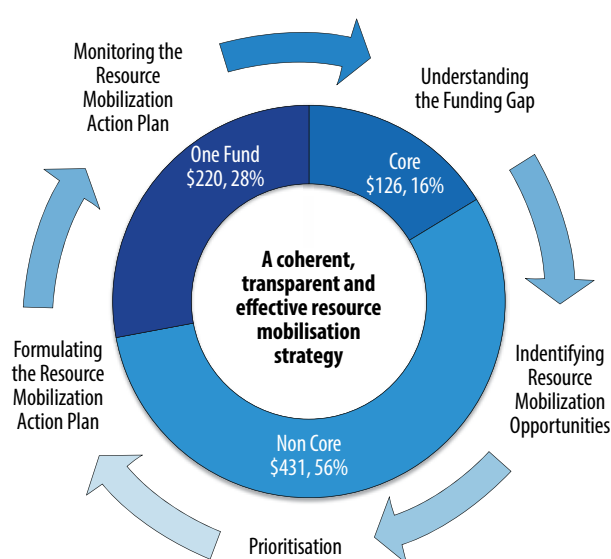 Monitoring the
Resource
Mobilization
Action Plan
Understanding
the Funding Gap
One Fund
$220, 28%
Core
$126, 16%
A coherent,
transparent and
effective resource
mobilisation
strategy
Formulating
the Resource
Mobilization
Action Plan
Indentifying
Resource
Mobilization
Opportunities
Non Core
$431, 56%
Prioritisation